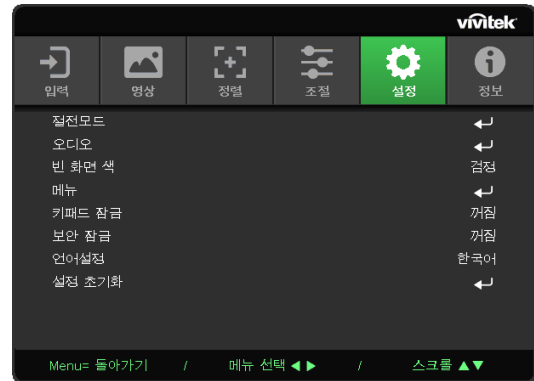 vivitek
입력 영상 정렬 조절 설정 정보
절전모드
오디오
빈 화면 색 검정
메뉴
키패드 잠금 꺼짐
보안 잠금 꺼짐
언어설정 한국어
설정 초기화
Menu= 돌아가기 / 메뉴 선택 ◀ ▶ / 스크롤 ▲▼